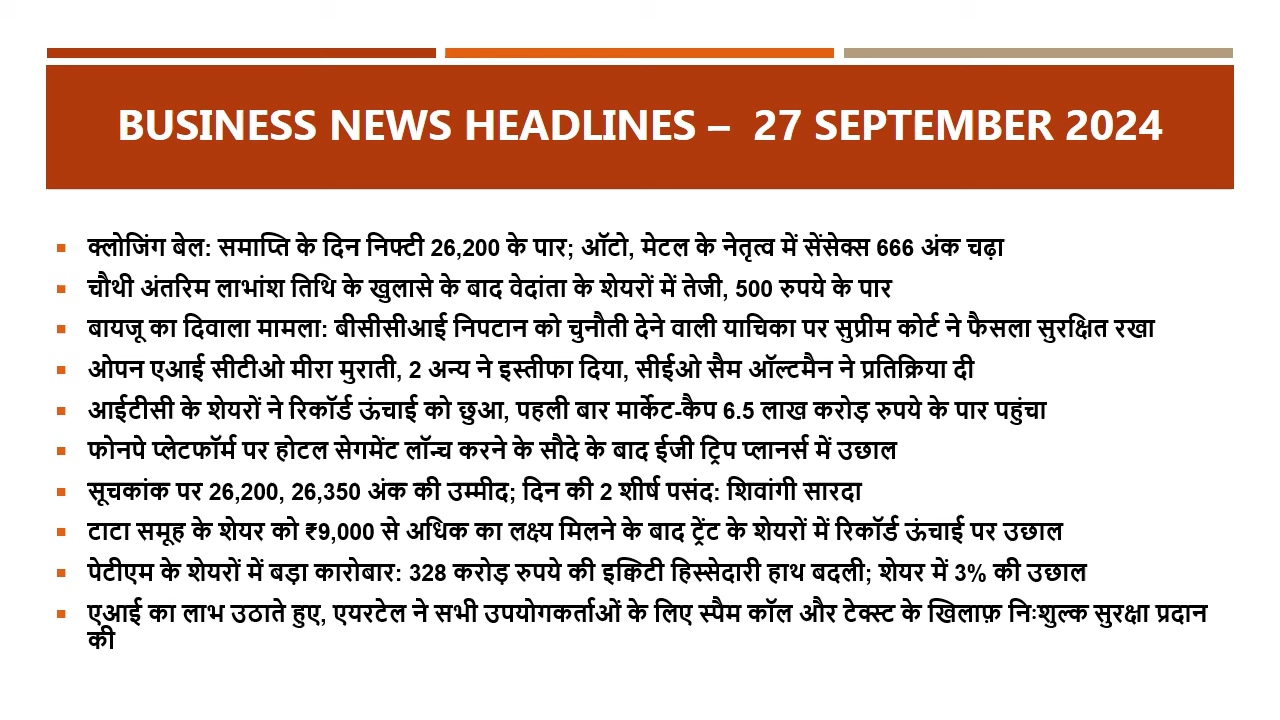 BUSINESS NEWS HEADLINES – 27 SEPTEMBER 2024
क्लोजिंग बेल: समाप्ति के दिन निफ्टी 26,200 के पार; ऑटो, मेटल के नेतृत्व में सेंसेक्स 666 अंक चढ़ा
चौथी अंतरिम लाभांश तिथि के खुलासे के बाद वेदांता के शेयरों में तेजी, 500 रुपये के पार
बायजू का दिवाला मामला: बीसीसीआई निपटान को चुनौती देने वाली याचिका पर सुप्रीम कोर्ट ने फैसला सुरक्षित रखा
ओपन एआई सीटीओ मीरा मुराती, 2 अन्य ने इस्तीफा दिया, सीईओ सैम ऑल्टमैन ने प्रतिक्रिया दी
आईटीसी के शेयरों ने रिकॉर्ड ऊंचाई को छुआ, पहली बार मार्केट-कैप 6.5 लाख करोड़ रुपये के पार पहुंचा
फोनपे प्लेटफॉर्म पर होटल सेगमेंट लॉन्च करने के सौदे के बाद ईजी ट्रिप प्लानर्स में उछाल
सूचकांक पर 26,200, 26,350 अंक की उम्मीद; दिन की 2 शीर्ष पसंद: शिवांगी सारदा
टाटा समूह के शेयर को ₹9,000 से अधिक का लक्ष्य मिलने के बाद ट्रेंट के शेयरों में रिकॉर्ड ऊंचाई पर उछाल
पेटीएम के शेयरों में बड़ा कारोबार: 328 करोड़ रुपये की इक्विटी हिस्सेदारी हाथ बदली; शेयर में 3% की उछाल
एआई का लाभ उठाते हुए, एयरटेल ने सभी उपयोगकर्ताओं के लिए स्पैम कॉल और टेक्स्ट के खिलाफ़ निःशुल्क सुरक्षा प्रदान
की